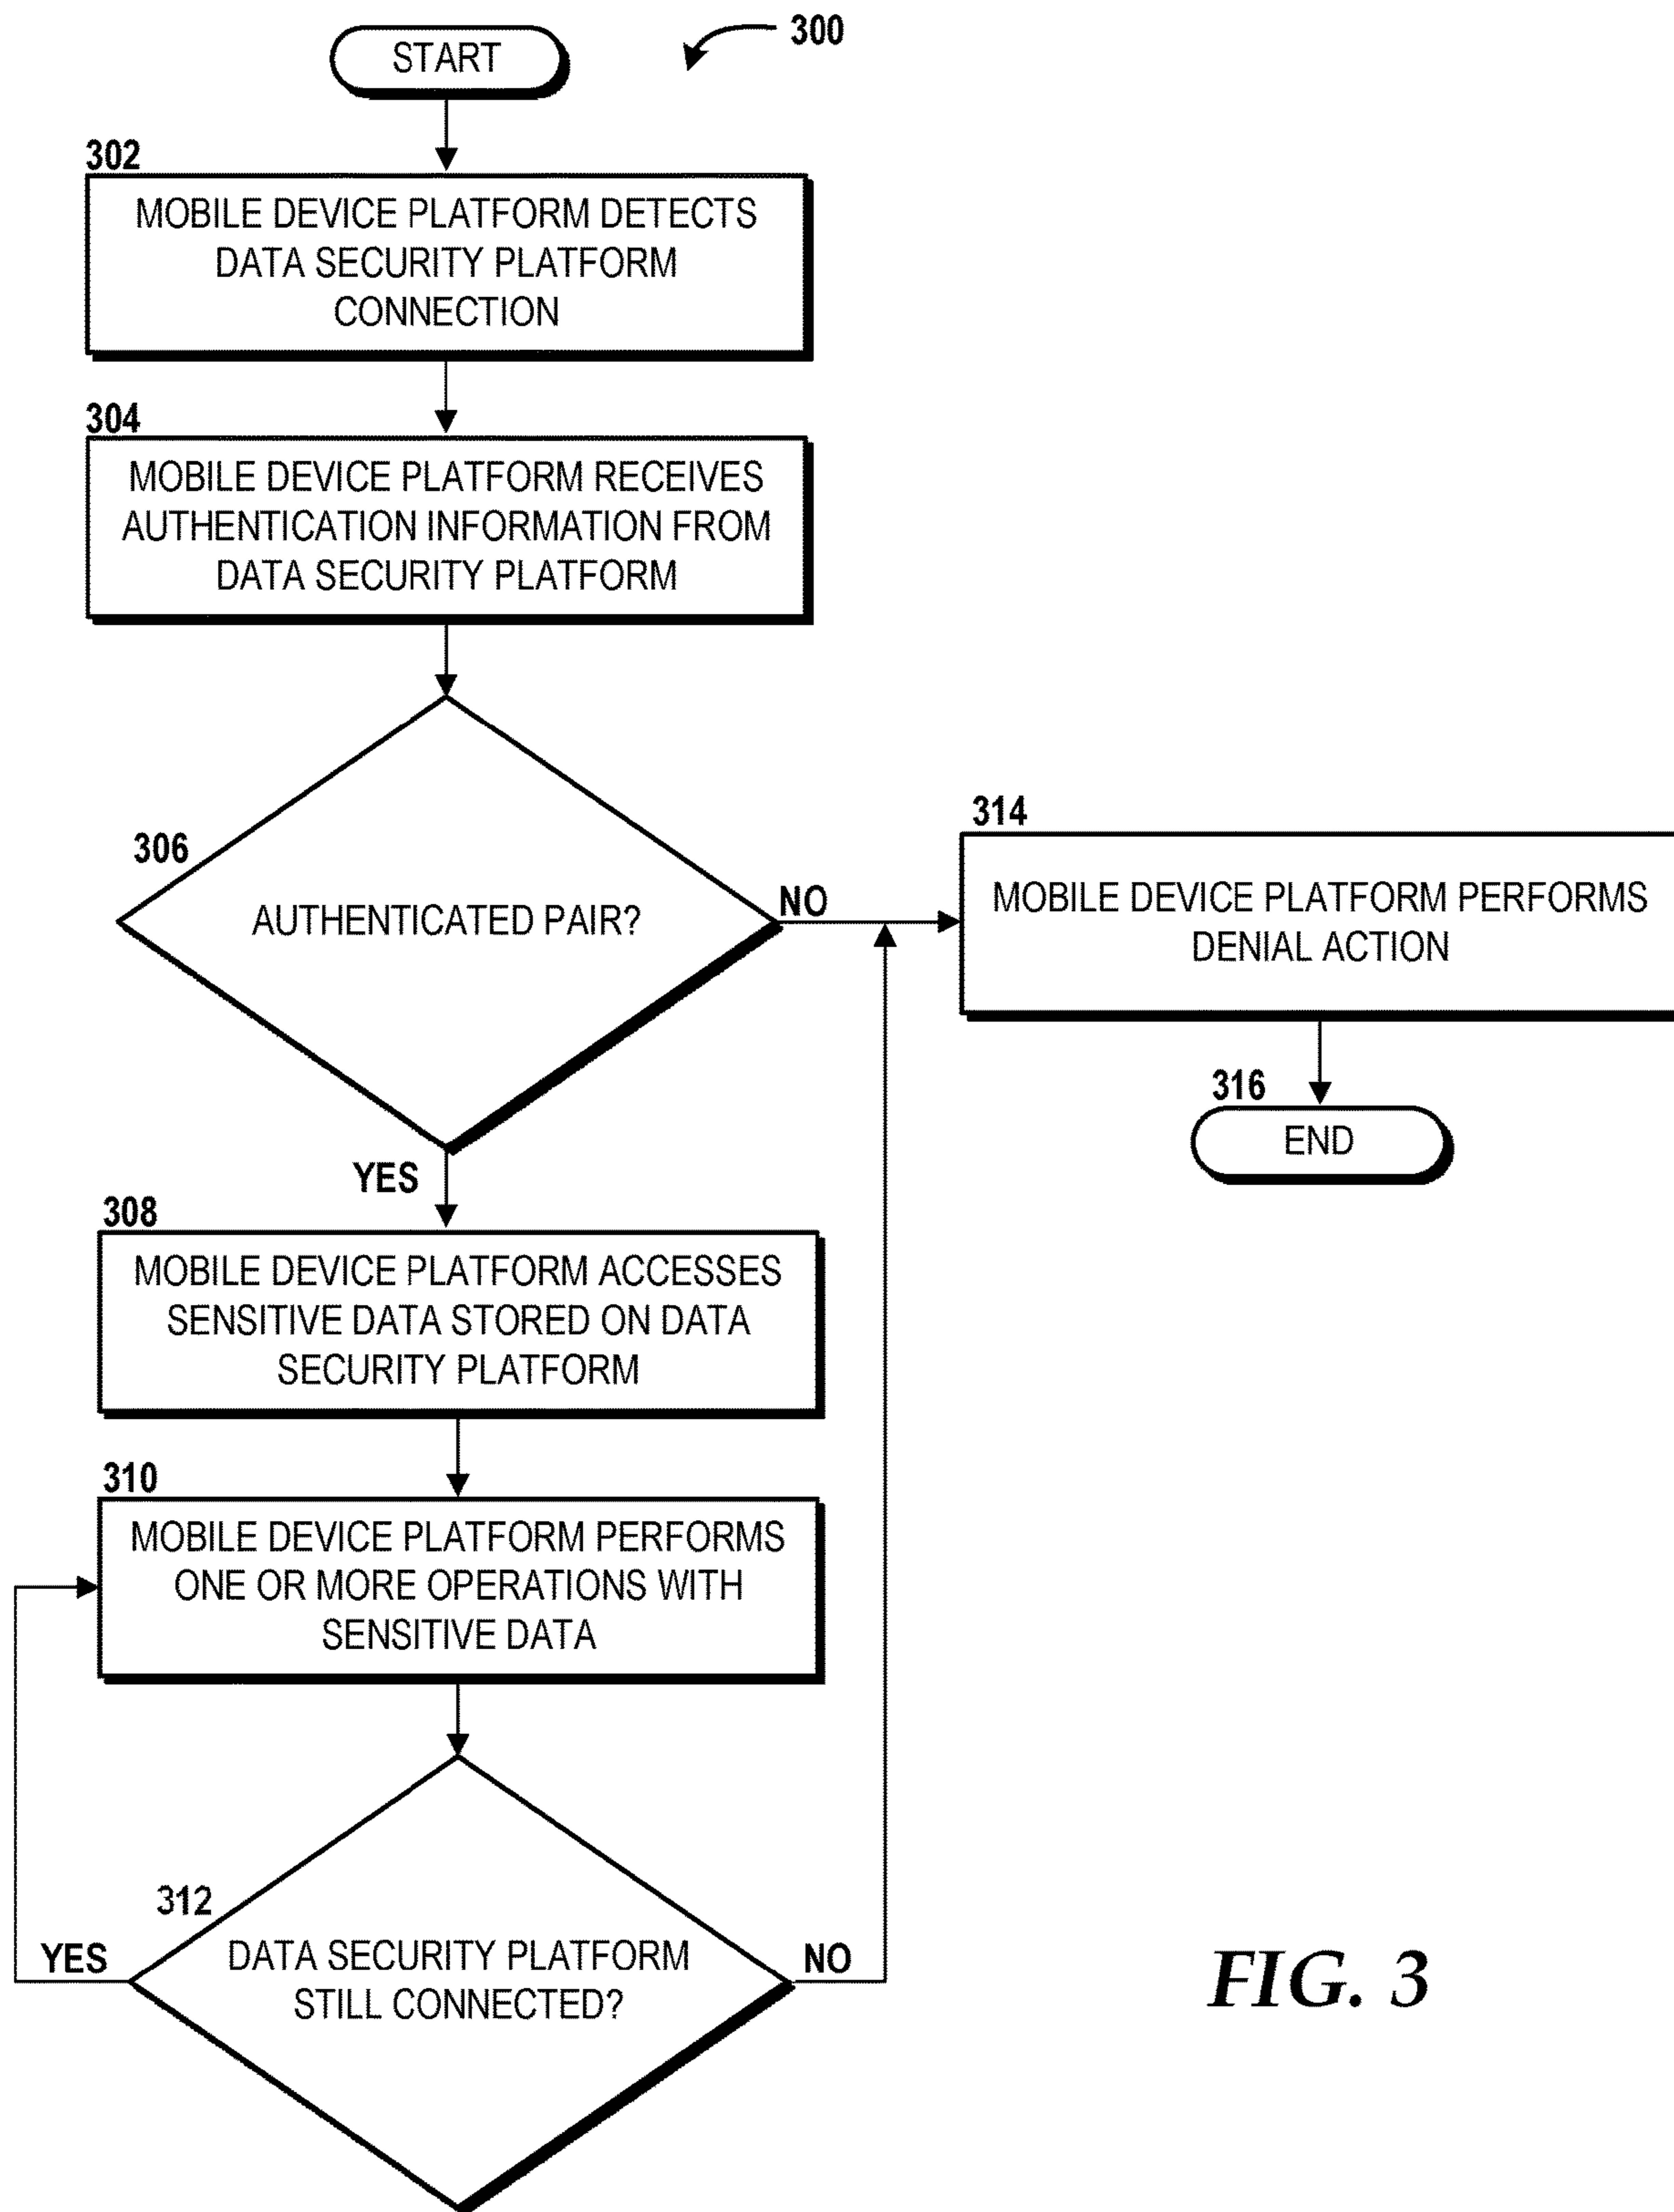 START
300
302
MOBILE DEVICE PLATFORM DETECTS
DATA SECURITY PLATFORM
CONNECTION
304
MOBILE DEVICE PLATFORM RECEIVES
AUTHENTICATION INFORMATION FROM
DATA SECURITY PLATFORM
306
AUTHENTICATED PAIR?
NO
314
MOBILE DEVICE PLATFORM PERFORMS
DENIAL ACTION
316
END
YES
308
MOBILE DEVICE PLATFORM ACCESSES
SENSITIVE DATA STORED ON DATA
SECURITY PLATFORM
310
MOBILE DEVICE PLATFORM PERFORMS
ONE OR MORE OPERATIONS WITH
SENSITIVE DATA
312
YES
DATA SECURITY PLATFORM
STILL CONNECTED?
NO
FIG. 3